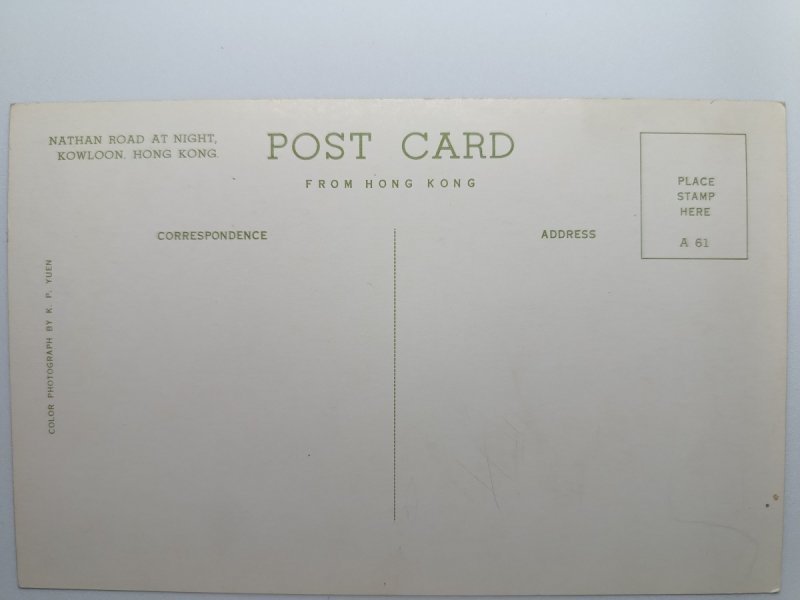 NATHAN ROAD AT NIGHT,
KOWLOON. HONG KONG.
POST CARD
FROM HONG KONG
PLACE
STAMP
HERE
A 61
CORRESPONDENCE
ADDRESS
COLOR PHOTOGRAPH BY K. P. YUEN